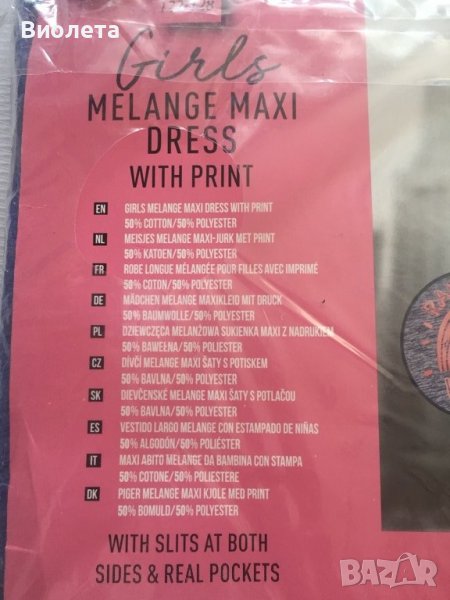 Виолета
Girls
MELANGE MAXI
DRESS
WITH PRINT
EN GIRLS MELANGE MAXI DRESS WITH PRINT
50% COTTON/50% POLYESTER
NL MEISJES MELANGE MAXI-JURK MET PRINT
50% KATOEN/50% POLYESTER
FR ROBE LONGUE MÉLANGÉE POUR FILLES AVEC IMPRIMÉ
50% COTON/50% POLYESTER
DE MÄDCHEN MELANGE MAXIKLEID MIT DRUCK
50% BAUMWOLLE/50% POLYESTER
PL DZIEWCZĘCA MELANŻOWA SUKIENKA MAXI Z NADRUKIEM
50% BAWEŁNA/50% POLIESTER
CZ DÍVČÍ MELANGE MAXI ŠATY S POTISKEM
50% BAVLNA/50% POLYESTER
SK DIEVČENSKÉ MELANGE MAXI ŠATY S POTLAČOU
50% BAVLNA/50% POLYESTER
ES VESTIDO LARGO MELANGE CON ESTAMPADO DE NIÑAS
50% ALGODÓN/50% POLIÉSTER
IT MAXI ABITO MELANGE DA BAMBINA CON STAMPA
50% COTONE/50% POLIESTERE
DK PIGER MELANGE MAXI KJOLE MED PRINT
50% BOMULD/50% POLYESTER
WITH SLITS AT BOTH
SIDES & REAL POCKETS
BAZAR